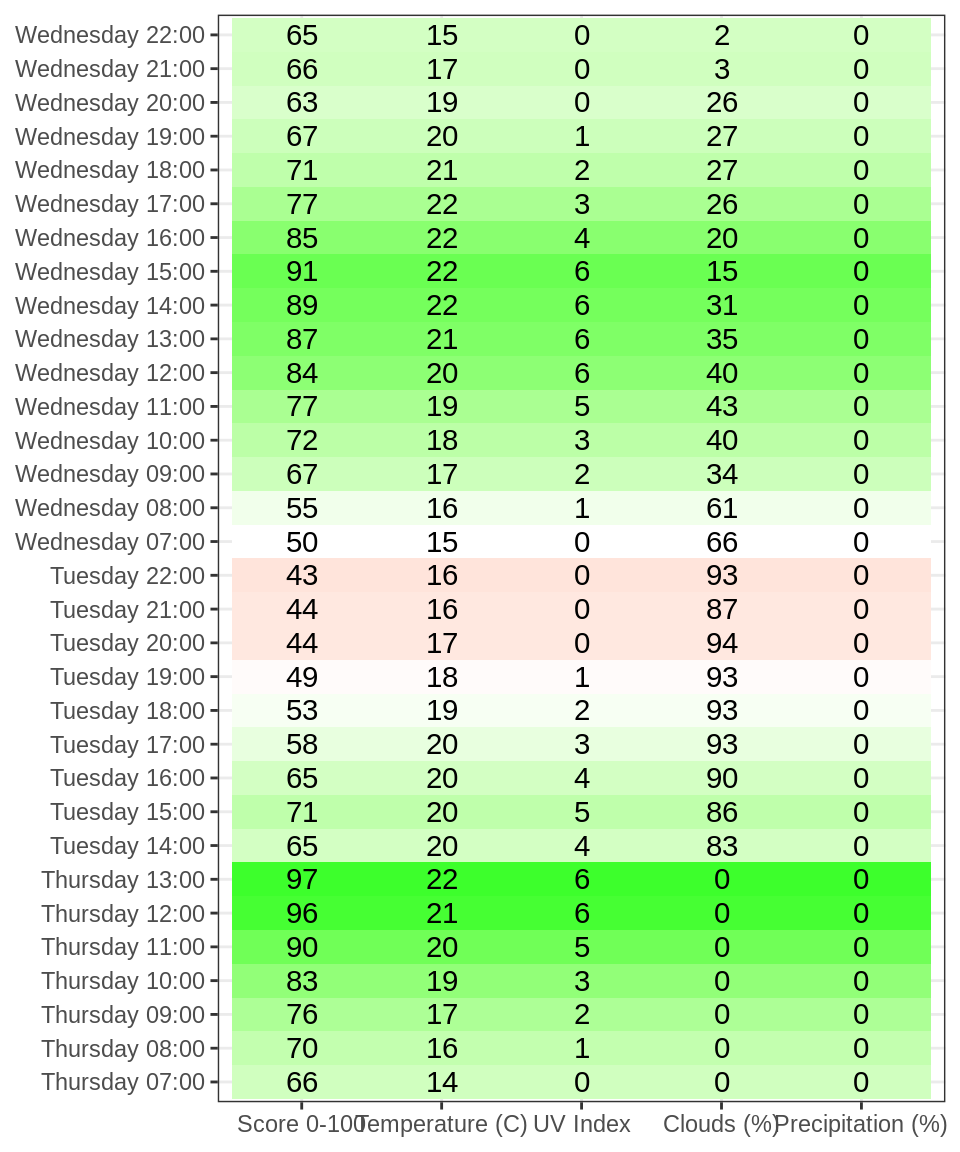 Wednesday 22:00 65 15 0 2 0
Wednesday 21:00 66 17 0 3 0
Wednesday 20:00 63 19 0 26 0
Wednesday 19:00 67 20 1 27 0
Wednesday 18:00 71 21 2 27 0
Wednesday 17:00 77 22 3 26 0
Wednesday 16:00 85 22 4 20 0
Wednesday 15:00 91 22 6 15 0
Wednesday 14:00 89 22 6 31 0
Wednesday 13:00 87 21 6 35 0
Wednesday 12:00 84 20 6 40 0
Wednesday 11:00 77 19 5 43 0
Wednesday 10:00 72 18 3 40 0
Wednesday 09:00 67 17 2 34 0
Wednesday 08:00 55 16 1 61 0
Wednesday 07:00 50 15 0 66 0
Tuesday 22:00 43 16 0 93 0
Tuesday 21:00 44 16 0 87 0
Tuesday 20:00 44 17 0 94 0
Tuesday 19:00 49 18 1 93 0
Tuesday 18:00 53 19 2 93 0
Tuesday 17:00 58 20 3 93 0
Tuesday 16:00 65 20 4 90 0
Tuesday 15:00 71 20 5 86 0
Tuesday 14:00 65 20 4 83 0
Thursday 13:00 97 22 6 0 0
Thursday 12:00 96 21 6 0 0
Thursday 11:00 90 20 5 0 0
Thursday 10:00 83 19 3 0 0
Thursday 09:00 76 17 2 0 0
Thursday 08:00 70 16 1 0 0
Thursday 07:00 66 14 0 0 0
Score 0-100 Temperature (C) UV Index Clouds (%) Precipitation (%)